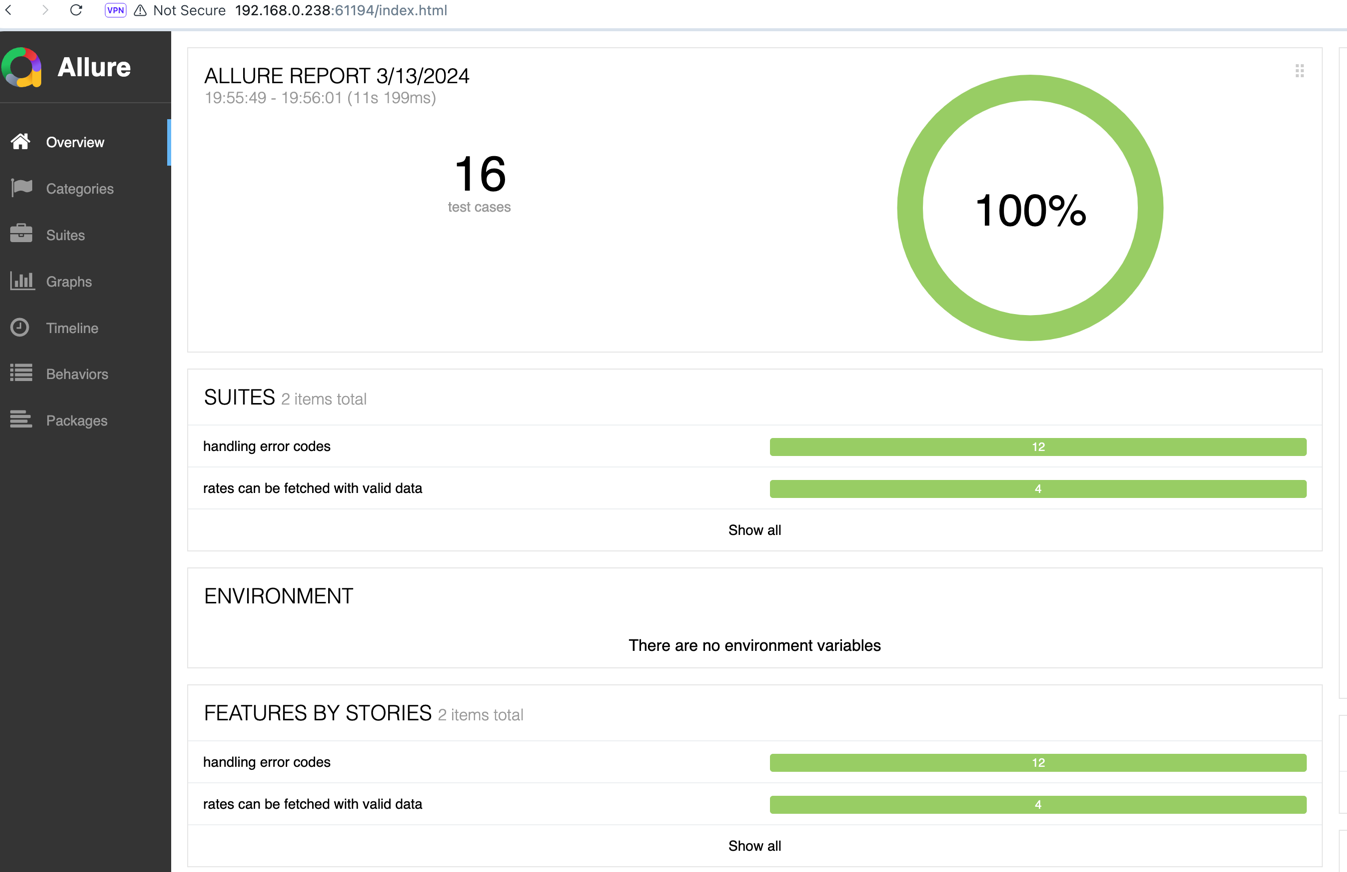 VPN Not Secure 192.168.0.238:61194/index.html
Allure
Overview
Categories
Suites
Graphs
Timeline
Behaviors
Packages
ALLURE REPORT 3/13/2024
19:55:49 - 19:56:01 (11s 199ms)
16
test cases
100%
SUITES 2 items total
handling error codes 12
rates can be fetched with valid data 4
Show all
ENVIRONMENT
There are no environment variables
FEATURES BY STORIES 2 items total
handling error codes 12
rates can be fetched with valid data 4
Show all